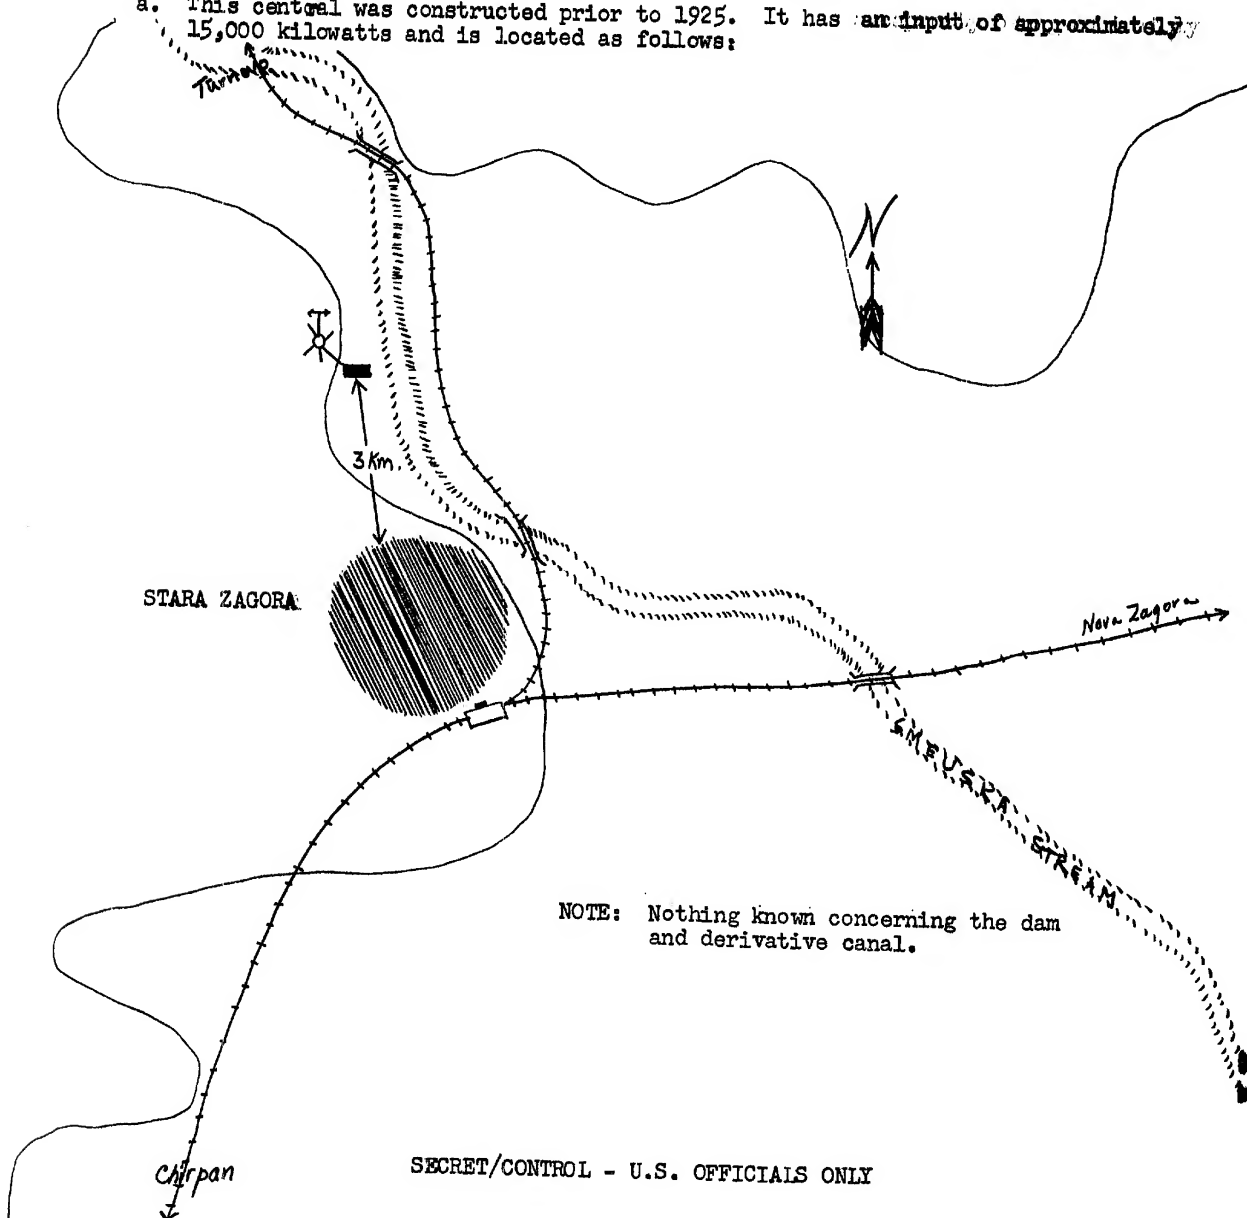 a. This central was constructed prior to 1925. It has an input of approximately
15,000 kilowatts and is located as follows:
N
3 Km.
STARA ZAGORA
Nova Zagora
SMEUSKA STREAM
NOTE: Nothing known concerning the dam
and derivative canal.
Chirpan
SECRET/CONTROL - U.S. OFFICIALS ONLY